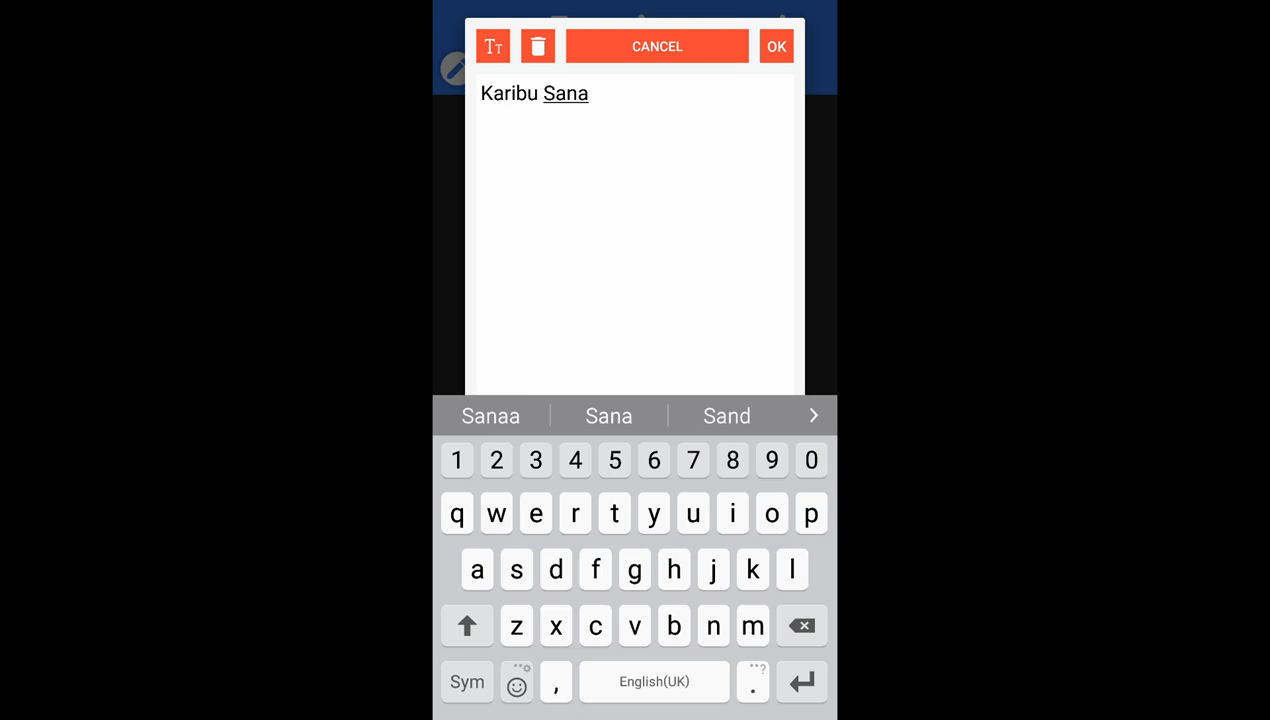 Tт CANCEL OK
Karibu Sana
Sanaa Sana Sand
1 2 3 4 5 6 7 8 9 0
q w e r t y u i o p
a s d f g h j k l
z x c v b n m
Sym , English(UK) .